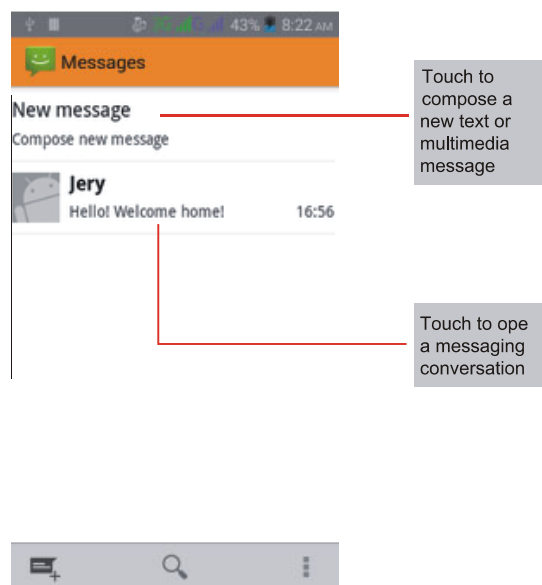 43% 8:22 AM
Messages
New message
Compose new message
Jery
Hello! Welcome home! 16:56
Touch to
compose a
new text or
multimedia
message
Touch to ope
a messaging
conversation